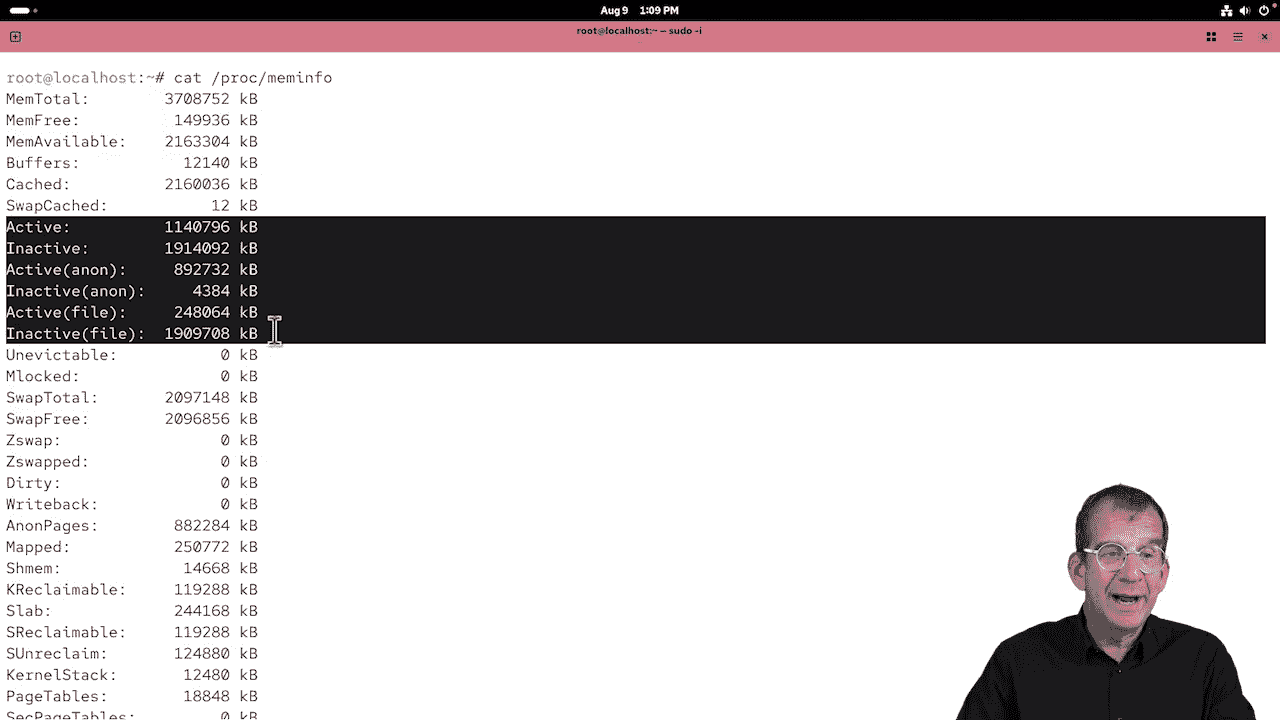 Aug 9 1:09 PM
root@localhost:~ — sudo -i
root@localhost:~# cat /proc/meminfo
MemTotal: 3708752 kB
MemFree: 149936 kB
MemAvailable: 2163304 kB
Buffers: 12140 kB
Cached: 2160036 kB
SwapCached: 12 kB
Active: 1140796 kB
Inactive: 1914092 kB
Active(anon): 892732 kB
Inactive(anon): 4384 kB
Active(file): 248064 kB
Inactive(file): 1909708 kB
Unevictable: 0 kB
Mlocked: 0 kB
SwapTotal: 2097148 kB
SwapFree: 2096856 kB
Zswap: 0 kB
Zswapped: 0 kB
Dirty: 0 kB
Writeback: 0 kB
AnonPages: 882284 kB
Mapped: 250772 kB
Shmem: 14668 kB
KReclaimable: 119288 kB
Slab: 244168 kB
SReclaimable: 119288 kB
SUnreclaim: 124880 kB
KernelStack: 12480 kB
PageTables: 18848 kB
SecPageTables: 0 kB